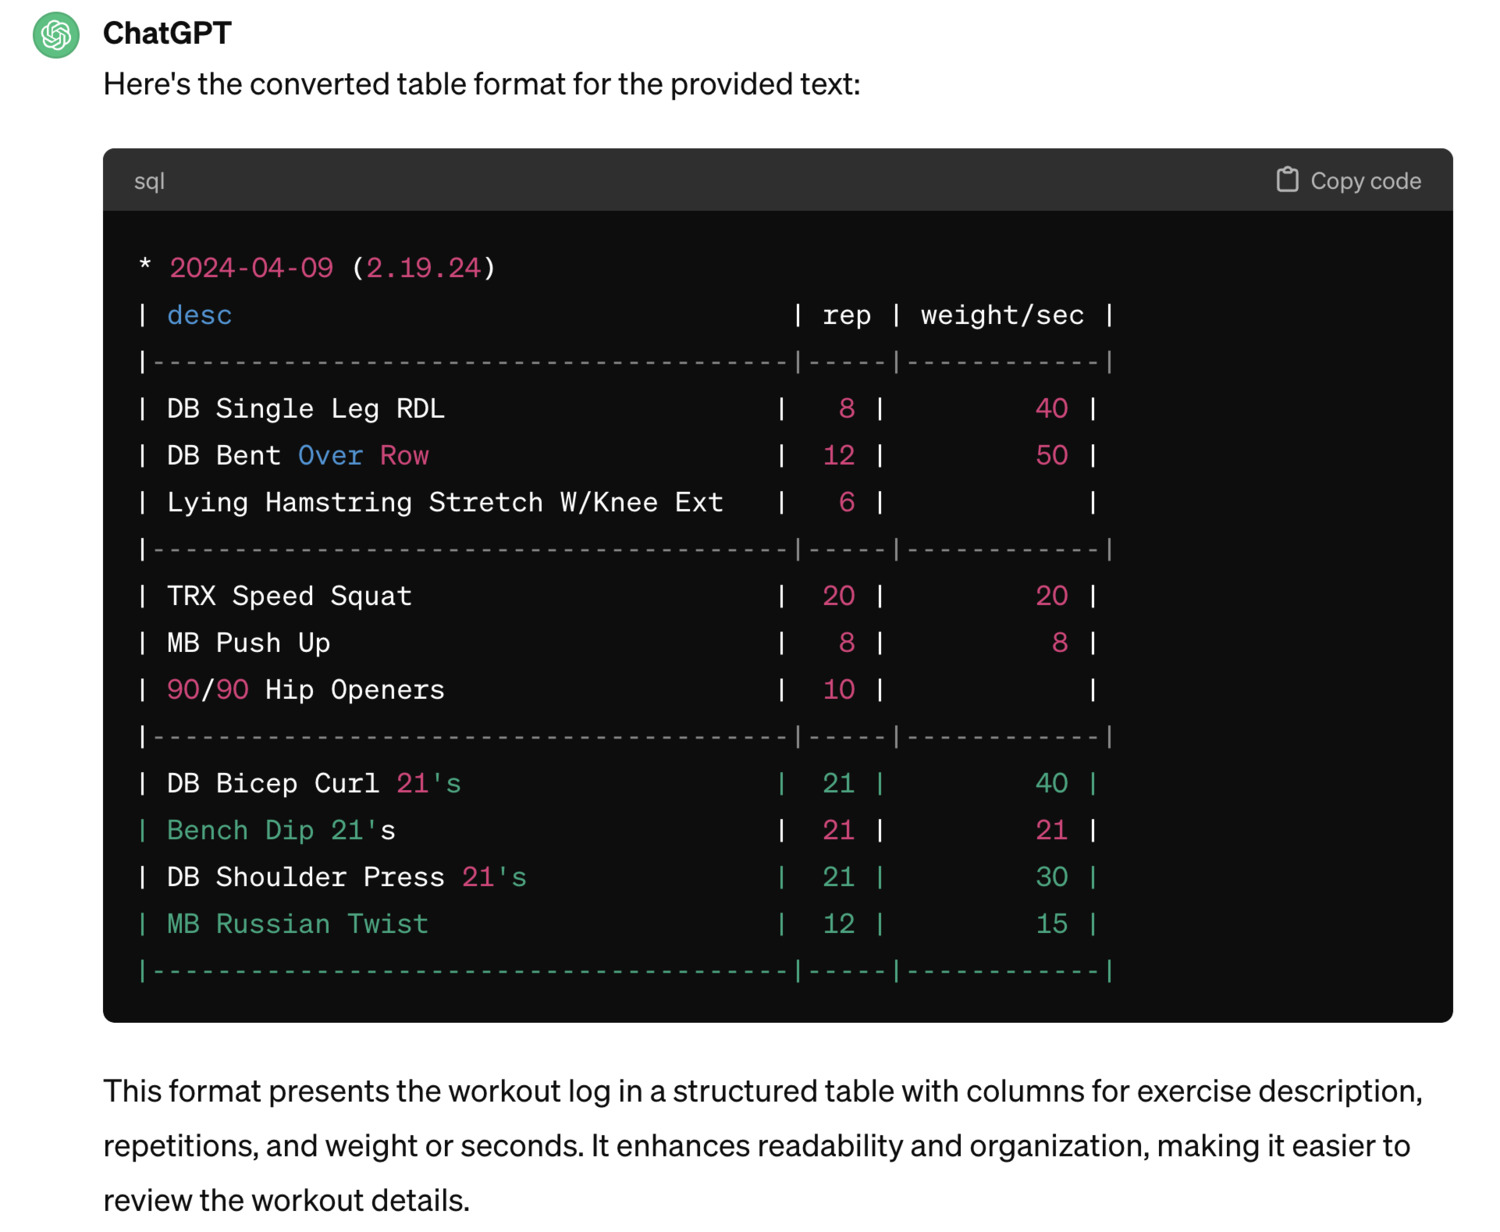 ChatGPT
Here's the converted table format for the provided text:
sql Copy code
* 2024-04-09 (2.19.24)
| desc                                  | rep | weight/sec |
|---------------------------------------|-----|------------|
| DB Single Leg RDL                    |   8 |         40 |
| DB Bent Over Row                     |  12 |         50 |
| Lying Hamstring Stretch W/Knee Ext   |   6 |            |
|---------------------------------------|-----|------------|
| TRX Speed Squat                      |  20 |         20 |
| MB Push Up                           |   8 |          8 |
| 90/90 Hip Openers                    |  10 |            |
|---------------------------------------|-----|------------|
| DB Bicep Curl 21's                   |  21 |         40 |
| Bench Dip 21's                       |  21 |         21 |
| DB Shoulder Press 21's               |  21 |         30 |
| MB Russian Twist                     |  12 |         15 |
|---------------------------------------|-----|------------|
This format presents the workout log in a structured table with columns for exercise description,
repetitions, and weight or seconds. It enhances readability and organization, making it easier to
review the workout details.